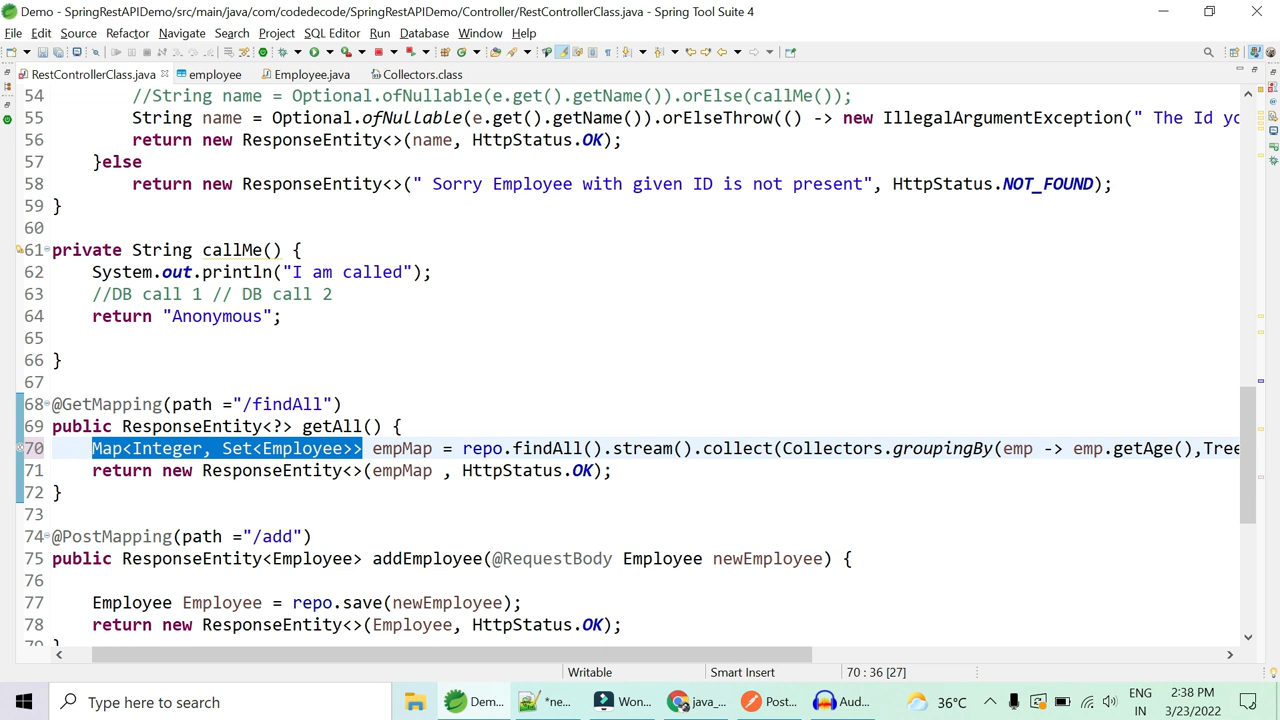 Demo - SpringRestAPIDemo/src/main/java/com/codedecode/SpringRestAPIDemo/Controller/RestControllerClass.java - Spring Tool Suite 4
File Edit Source Refactor Navigate Search Project SQL Editor Run Database Window Help
RestControllerClass.java employee Employee.java Collectors.class
54 //String name = Optional.ofNullable(e.get().getName()).orElse(callMe());
55 String name = Optional.ofNullable(e.get().getName()).orElseThrow(() -> new IllegalArgumentException(" The Id yo
56 return new ResponseEntity<>(name, HttpStatus.OK);
57 }else
58 return new ResponseEntity<>(" Sorry Employee with given ID is not present", HttpStatus.NOT_FOUND);
59 }
60
61 private String callMe() {
62 System.out.println("I am called");
63 //DB call 1 // DB call 2
64 return "Anonymous";
65
66 }
67
68 @GetMapping(path ="/findAll")
69 public ResponseEntity<?> getAll() {
70 Map<Integer, Set<Employee>> empMap = repo.findAll().stream().collect(Collectors.groupingBy(emp -> emp.getAge(),Tree
71 return new ResponseEntity<>(empMap , HttpStatus.OK);
72 }
73
74 @PostMapping(path ="/add")
75 public ResponseEntity<Employee> addEmployee(@RequestBody Employee newEmployee) {
76
77 Employee Employee = repo.save(newEmployee);
78 return new ResponseEntity<>(Employee, HttpStatus.OK);
79 }
Writable Smart Insert 70 : 36 [27]
Type here to search Dem... *ne... Won... java_... Post... Aud... 36°C ENG 2:38 PM
IN 3/23/2022